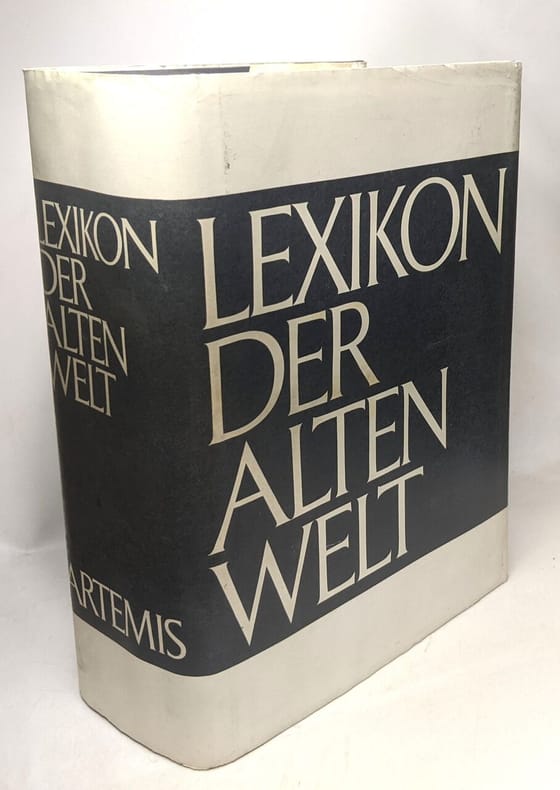 LEXIKON
DER
ALTEN
WELT
ARTEMIS
LEXIKON
DER
ALTEN
WELT